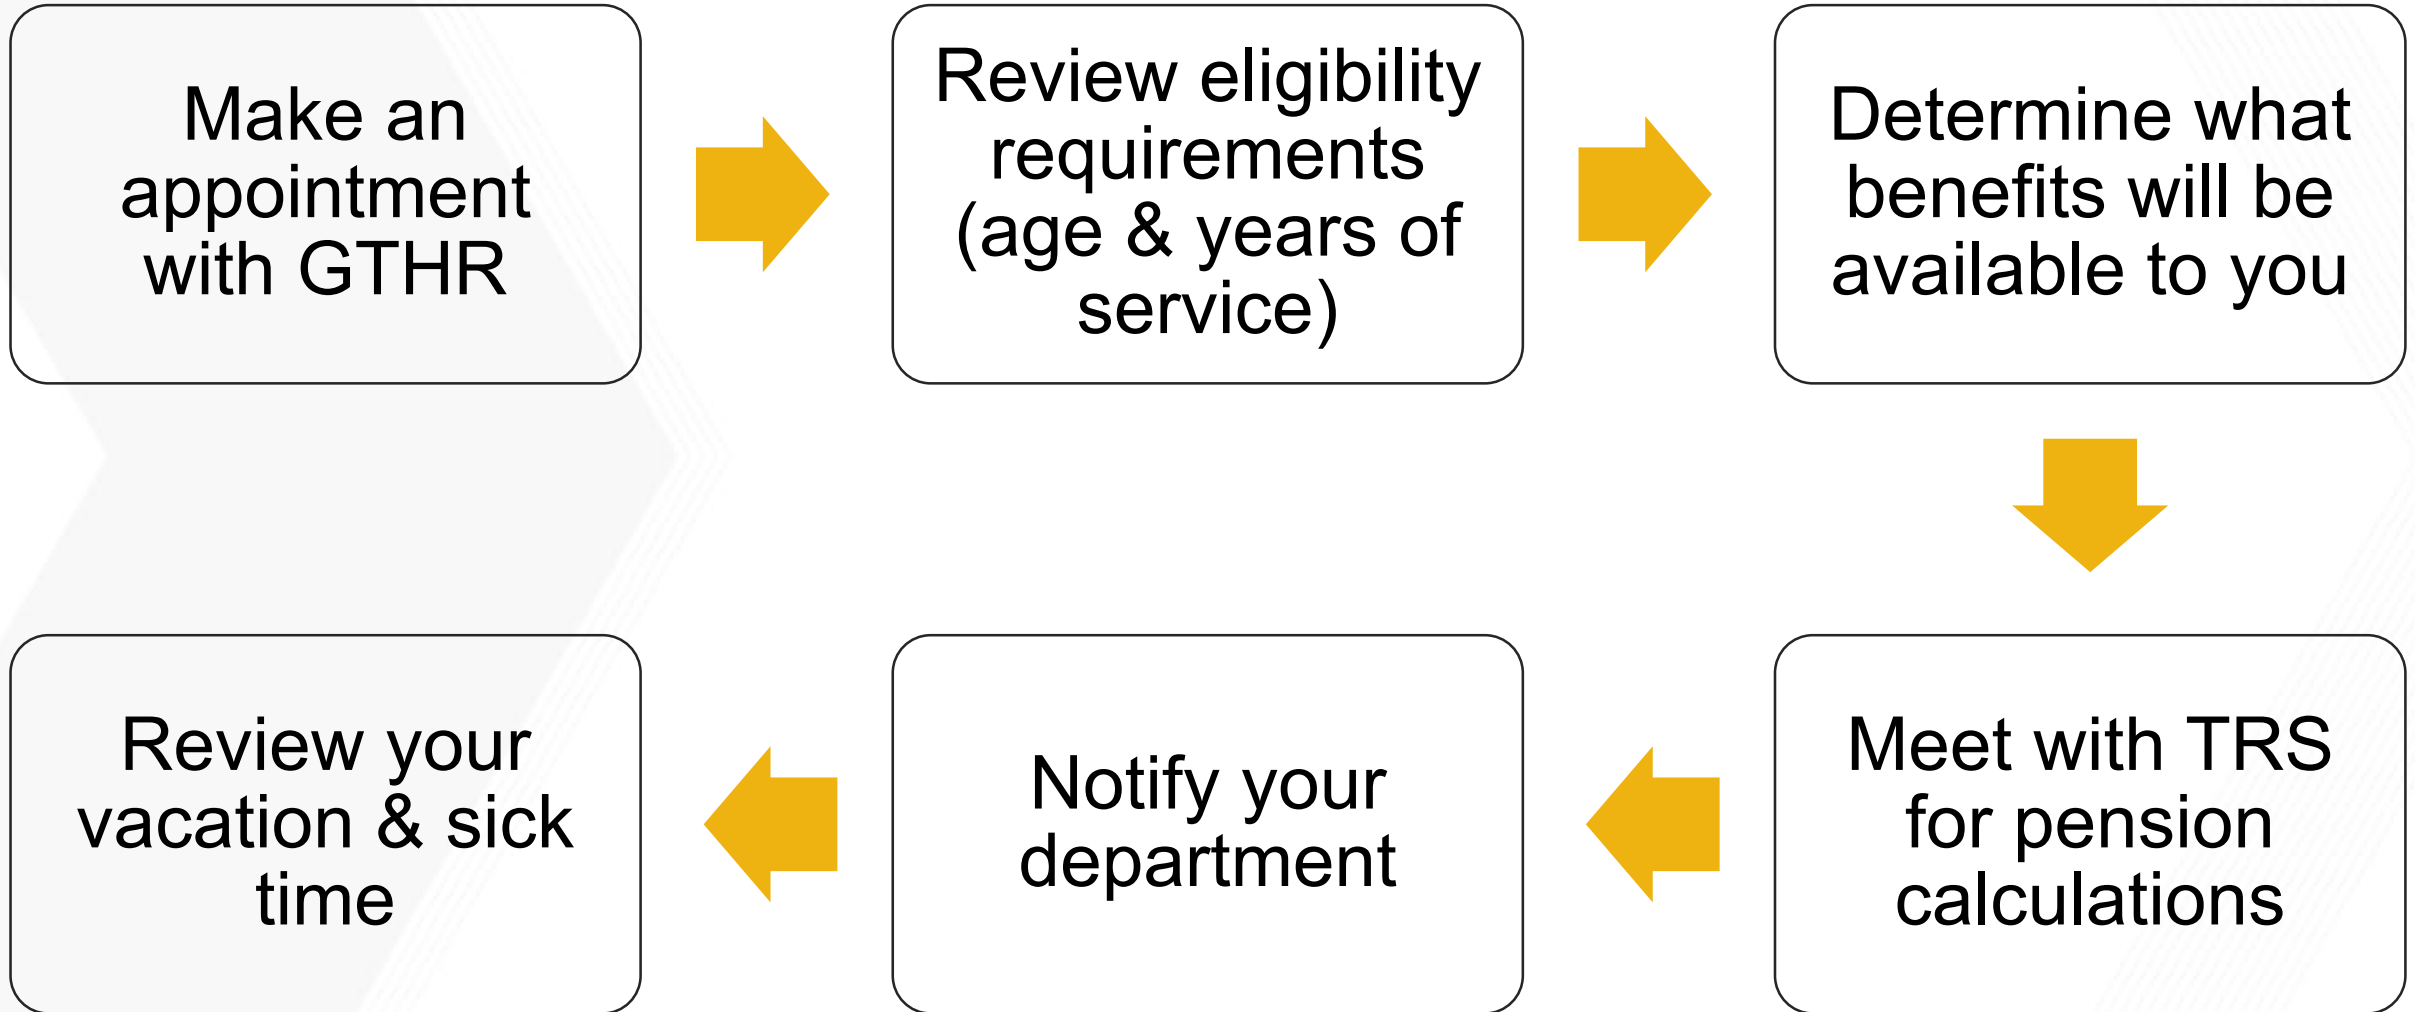 Make an
appointment
with GTHR
Review eligibility
requirements
(age & years of
service)
Determine what
benefits will be
available to you
Meet with TRS
for pension
calculations
Notify your
department
Review your
vacation & sick
time